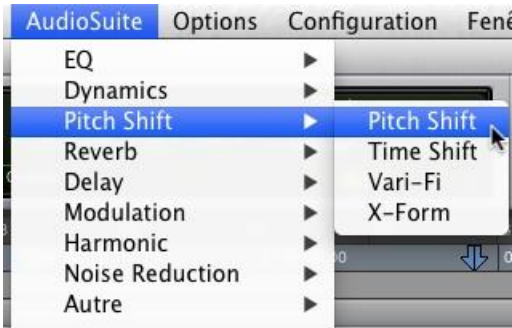 AudioSuite Options Configuration Fenê
EQ
Dynamics
Pitch Shift Pitch Shift
Reverb Time Shift
Delay Vari-Fi
Modulation X-Form
Harmonic
Noise Reduction
Autre